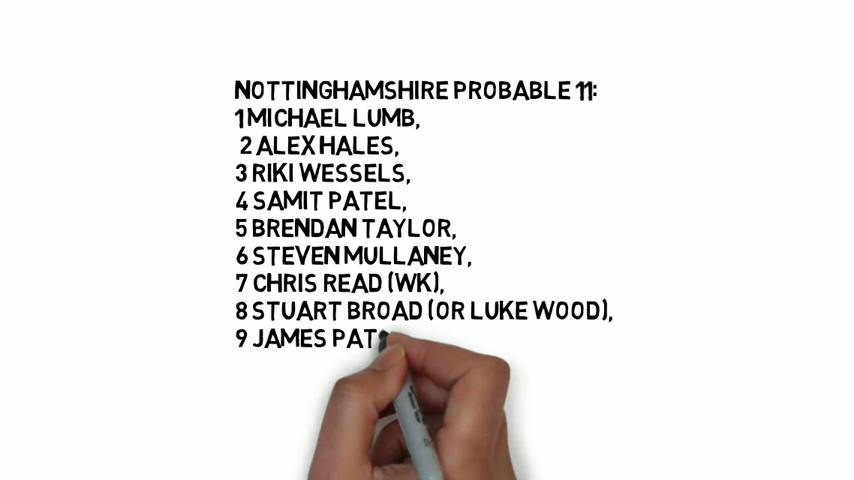 NOTTINGHAMSHIRE PROBABLE 11:
1 MICHAEL LUMB,
2 ALEX HALES,
3 RIKI WESSELS,
4 SAMIT PATEL,
5 BRENDAN TAYLOR,
6 STEVEN MULLANEY,
7 CHRIS READ (WK),
8 STUART BROAD (OR LUKE WOOD),
9 JAMES PAT